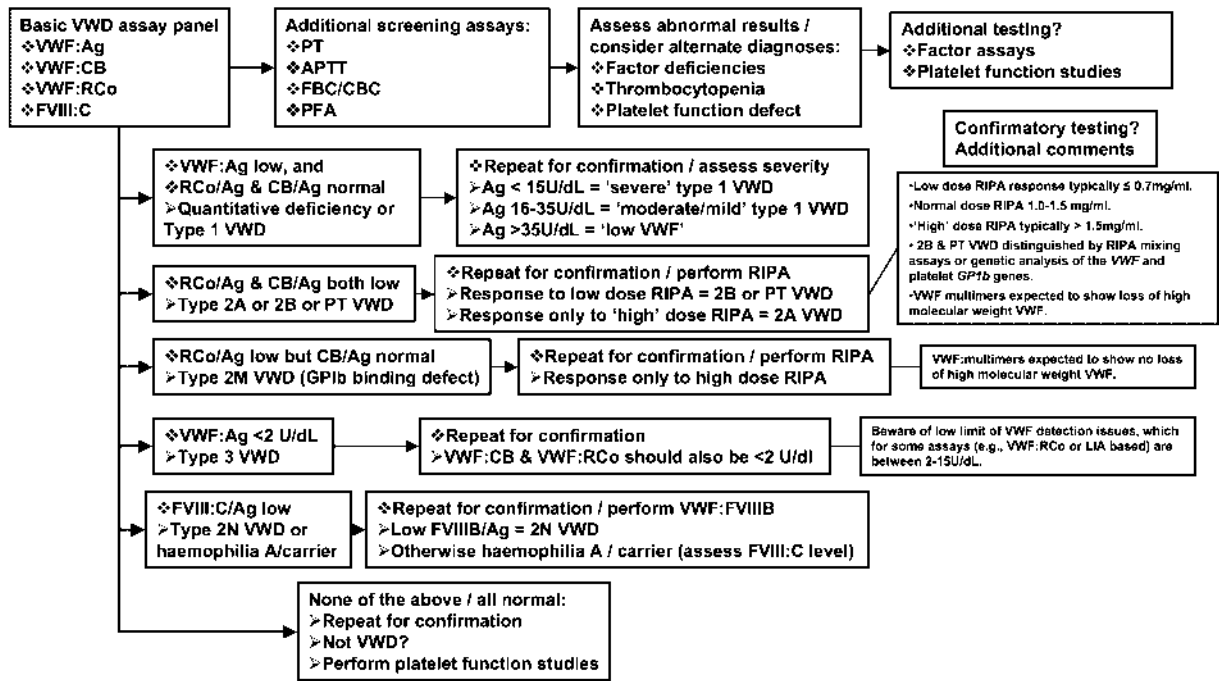 Basic VWD assay panel
❖VWF:Ag
❖VWF:CB
❖VWF:RCo
❖FVIII:C
Additional screening assays:
❖PT
❖APTT
❖FBC/CBC
❖PFA
Assess abnormal results /
consider alternate diagnoses:
❖Factor deficiencies
❖Thrombocytopenia
❖Platelet function defect
Additional testing?
❖Factor assays
❖Platelet function studies
Confirmatory testing?
Additional comments
❖VWF:Ag low, and
❖RCo/Ag & CB/Ag normal
➢Quantitative deficiency or
Type 1 VWD
❖Repeat for confirmation / assess severity
➢Ag < 15U/dL = ‘severe’ type 1 VWD
➢Ag 16-35U/dL = ‘moderate/mild’ type 1 VWD
➢Ag >35U/dL = ‘low VWF’
•Low dose RIPA response typically ≤ 0.7mg/ml.
•Normal dose RIPA 1.0-1.5 mg/ml.
•‘High’ dose RIPA typically > 1.5mg/ml.
• 2B & PT VWD distinguished by RIPA mixing
assays or genetic analysis of the VWF and
platelet GP1b genes.
•VWF multimers expected to show loss of high
molecular weight VWF.
❖RCo/Ag & CB/Ag both low
➢Type 2A or 2B or PT VWD
❖Repeat for confirmation / perform RIPA
➢Response to low dose RIPA = 2B or PT VWD
➢Response only to ‘high’ dose RIPA = 2A VWD
❖RCo/Ag low but CB/Ag normal
➢Type 2M VWD (GPIb binding defect)
❖Repeat for confirmation / perform RIPA
➢Response only to high dose RIPA
VWF:multimers expected to show no loss
of high molecular weight VWF.
❖VWF:Ag <2 U/dL
➢Type 3 VWD
❖Repeat for confirmation
➢VWF:CB & VWF:RCo should also be <2 U/dl
Beware of low limit of VWF detection issues, which
for some assays (e.g., VWF:RCo or LIA based) are
between 2-15U/dL.
❖FVIII:C/Ag low
➢Type 2N VWD or
haemophilia A/carrier
❖Repeat for confirmation / perform VWF:FVIIIB
➢Low FVIIIB/Ag = 2N VWD
➢Otherwise haemophilia A / carrier (assess FVIII:C level)
None of the above / all normal:
➢Repeat for confirmation
➢Not VWD?
➢Perform platelet function studies